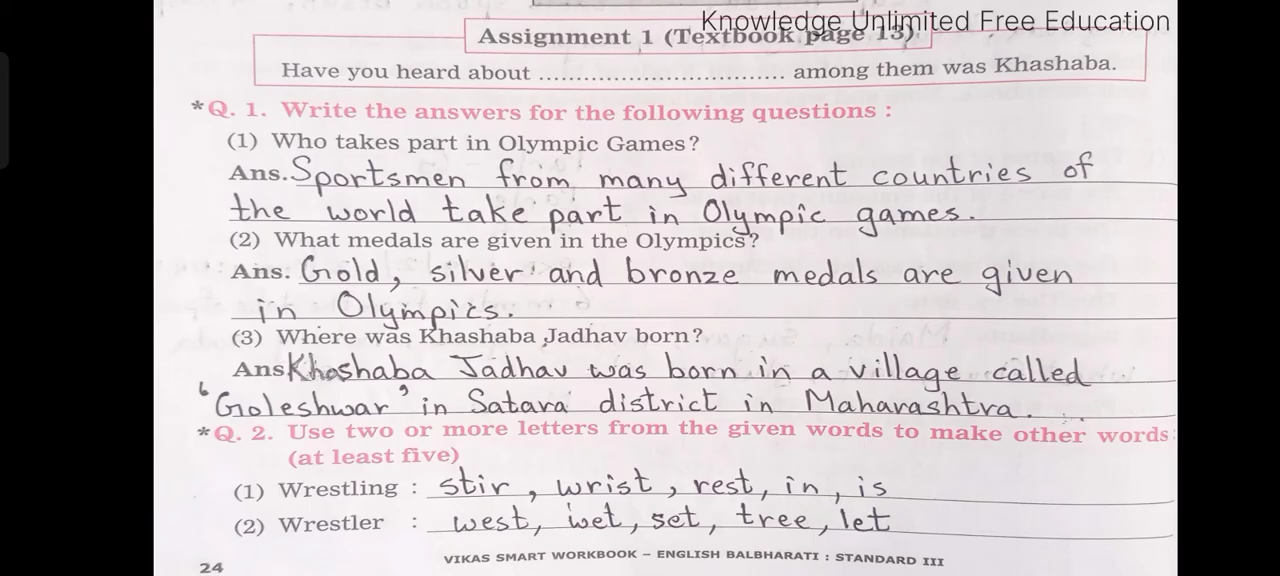 Knowledge Unlimited Free Education
Assignment 1 (Textbook page 13)
Have you heard about ................................ among them was Khashaba.
*Q. 1. Write the answers for the following questions :
(1) Who takes part in Olympic Games?
Ans. Sportsmen from many different countries of
the world take part in Olympic games.
(2) What medals are given in the Olympics?
Ans: Gold, silver and bronze medals are given
in Olympics.
(3) Where was Khashaba Jadhav born?
Ans Khashaba Jadhav was born in a village called
'Goleshwar' in Satara district in Maharashtra.
*Q. 2. Use two or more letters from the given words to make other words
(at least five)
(1) Wrestling : stir, wrist, rest, in, is
(2) Wrestler : west, wet, set, tree, let
24
VIKAS SMART WORKBOOK – ENGLISH BALBHARATI : STANDARD III